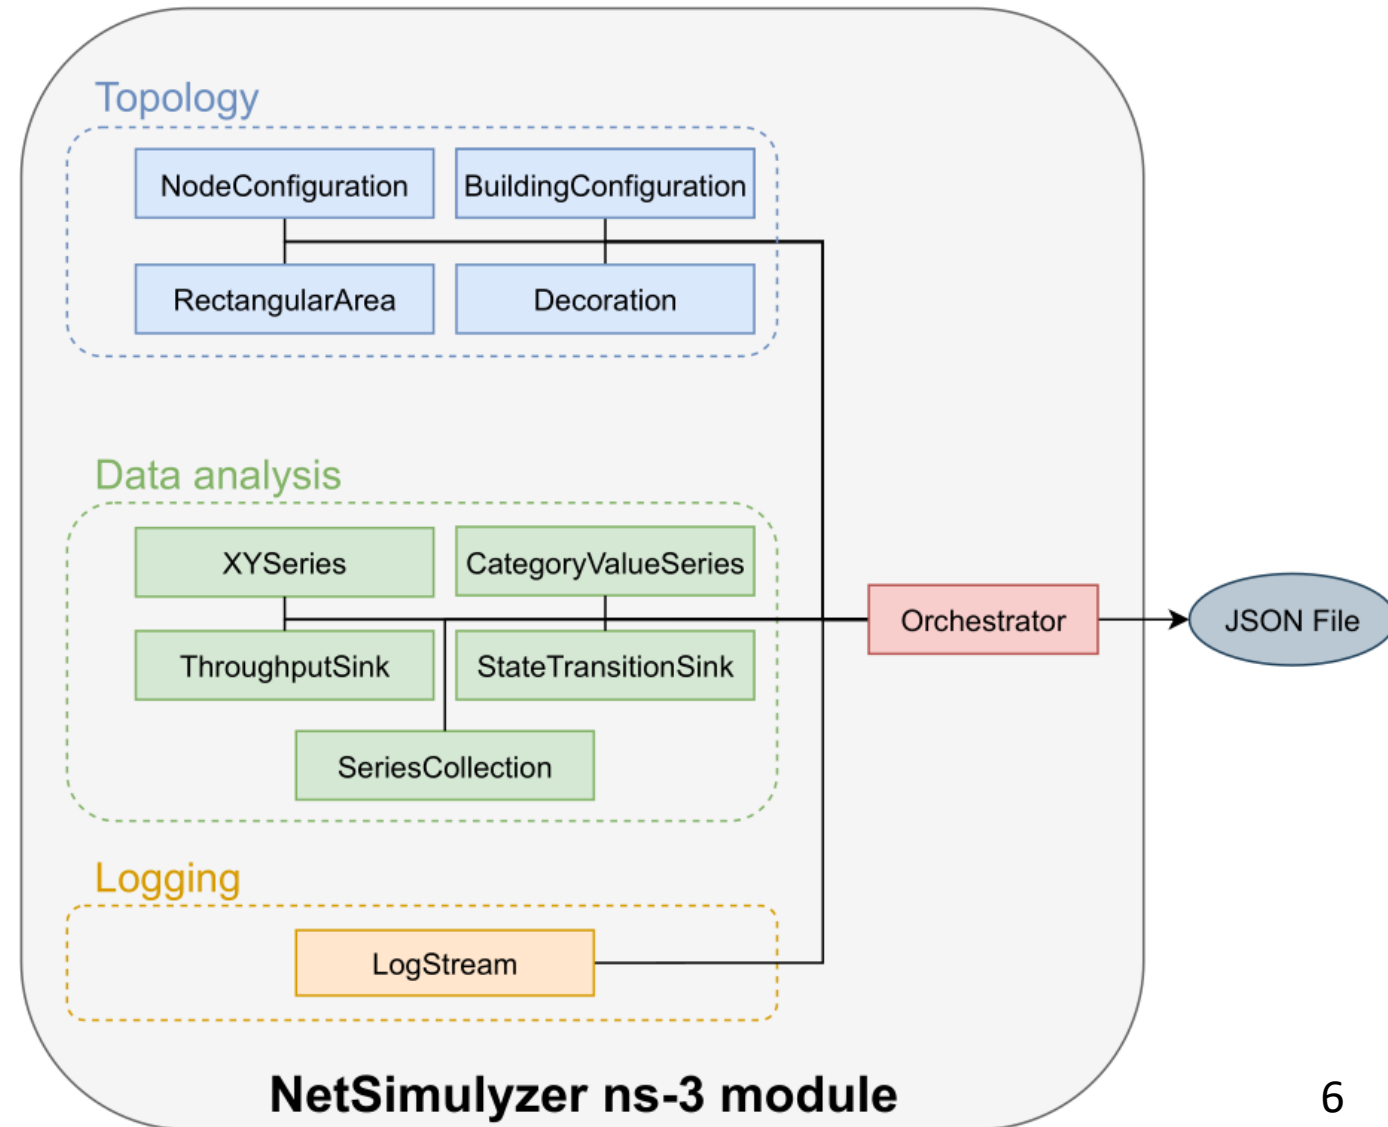 Topology
NodeConfiguration
BuildingConfiguration
RectangularArea
Decoration
Data analysis
XYSeries
CategoryValueSeries
ThroughputSink
StateTransitionSink
SeriesCollection
Orchestrator
JSON File
Logging
LogStream
NetSimulyzer ns-3 module
6